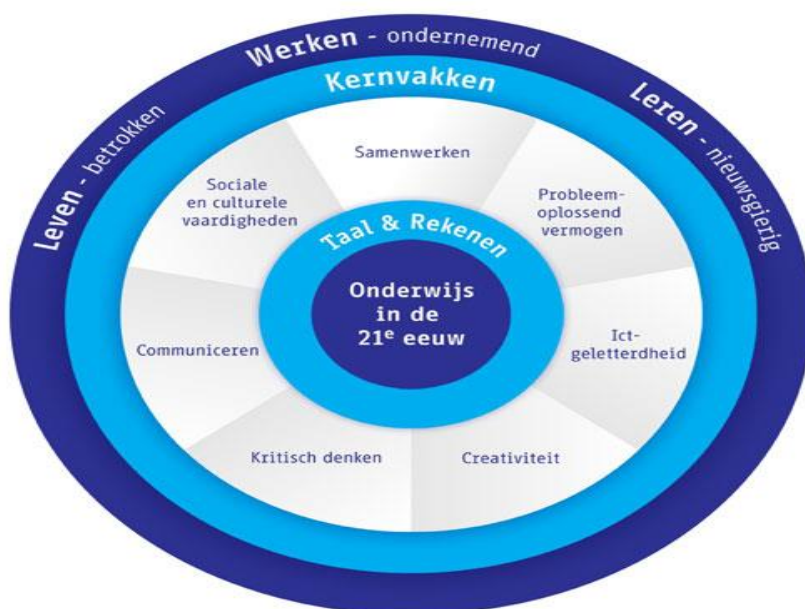 Werken - ondernemend
Leven - betrokken
Leren - nieuwsgierig
Kernvakken
Samenwerken
Sociale
en culturele
vaardigheden
Probleem-
oplossend
vermogen
Taal & Rekenen
Onderwijs
in de
21e eeuw
Communiceren
Ict-
geletterdheid
Kritisch denken
Creativiteit